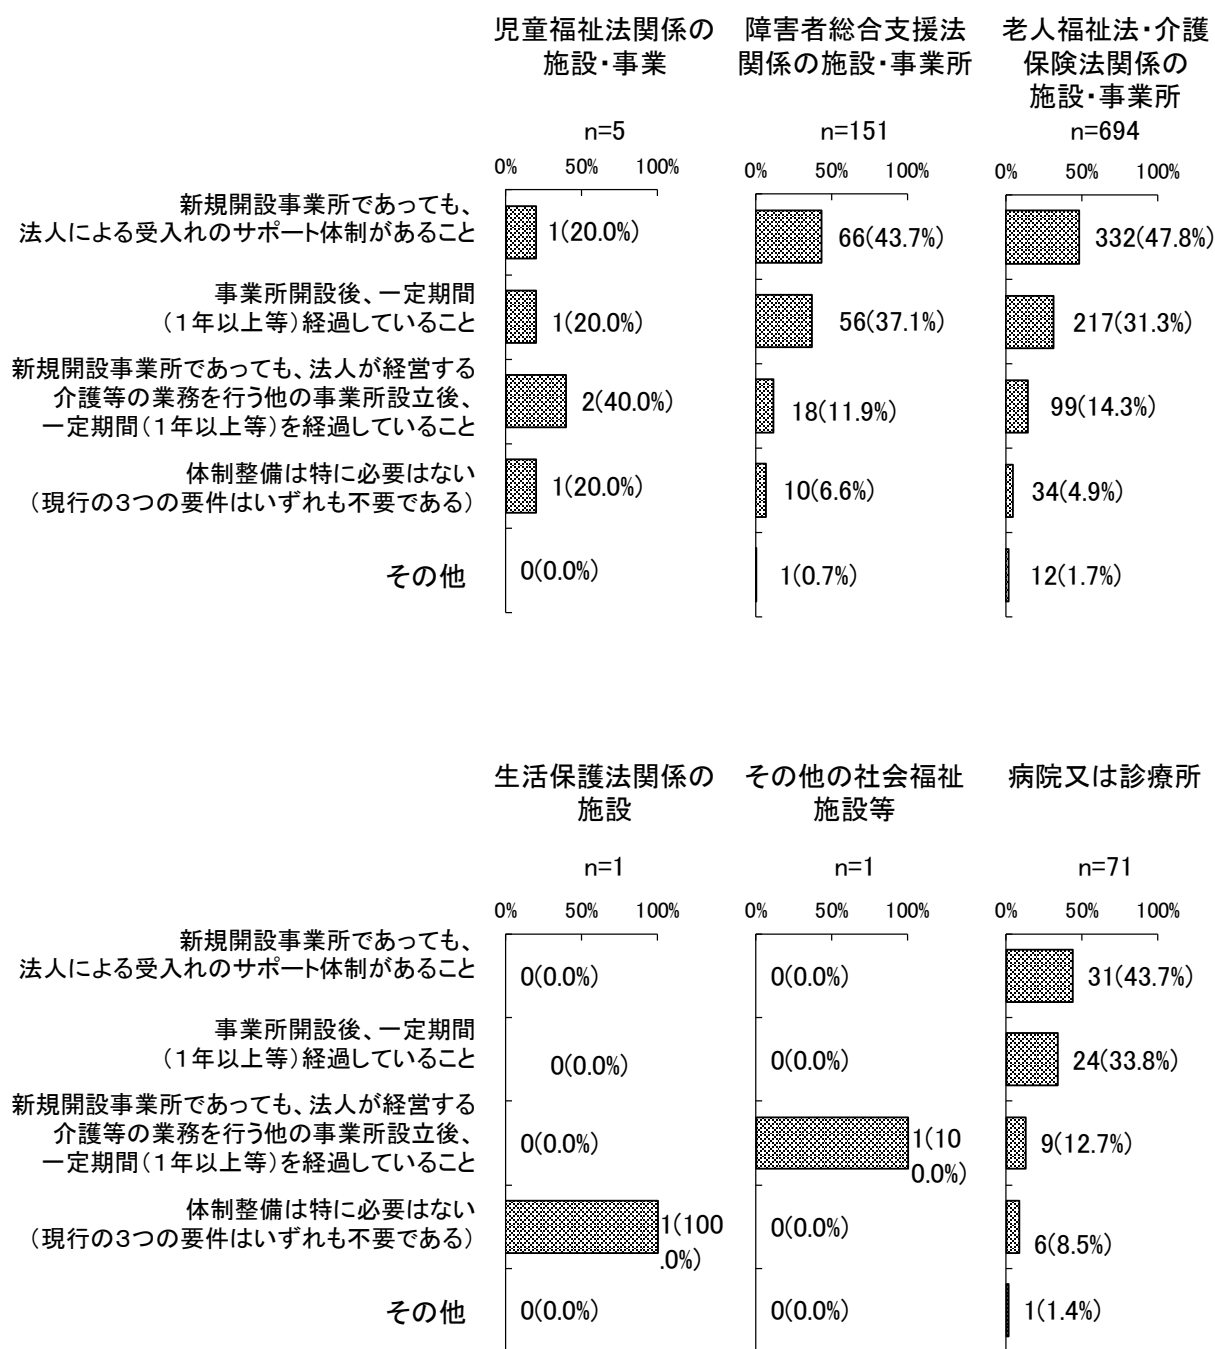 児童福祉法関係の
施設・事業
障害者総合支援法
関係の施設・事業所
老人福祉法・介護
保険法関係の
施設・事業所
n=5
n=151
n=694
0% 50% 100%
0% 50% 100%
0% 50% 100%
新規開設事業所であっても、
法人による受入れのサポート体制があること
1(20.0%)
66(43.7%)
332(47.8%)
事業所開設後、一定期間
(1年以上等)経過していること
1(20.0%)
56(37.1%)
217(31.3%)
新規開設事業所であっても、法人が経営する
介護等の業務を行う他の事業所設立後、
一定期間(1年以上等)を経過していること
2(40.0%)
18(11.9%)
99(14.3%)
体制整備は特に必要はない
(現行の3つの要件はいずれも不要である)
1(20.0%)
10(6.6%)
34(4.9%)
その他
0(0.0%)
1(0.7%)
12(1.7%)
生活保護法関係の
施設
その他の社会福祉
施設等
病院又は診療所
n=1
n=1
n=71
0% 50% 100%
0% 50% 100%
0% 50% 100%
新規開設事業所であっても、
法人による受入れのサポート体制があること
0(0.0%)
0(0.0%)
31(43.7%)
事業所開設後、一定期間
(1年以上等)経過していること
0(0.0%)
0(0.0%)
24(33.8%)
新規開設事業所であっても、法人が経営する
介護等の業務を行う他の事業所設立後、
一定期間(1年以上等)を経過していること
0(0.0%)
1(10
0.0%)
9(12.7%)
体制整備は特に必要はない
(現行の3つの要件はいずれも不要である)
1(100
.0%)
0(0.0%)
6(8.5%)
その他
0(0.0%)
0(0.0%)
1(1.4%)